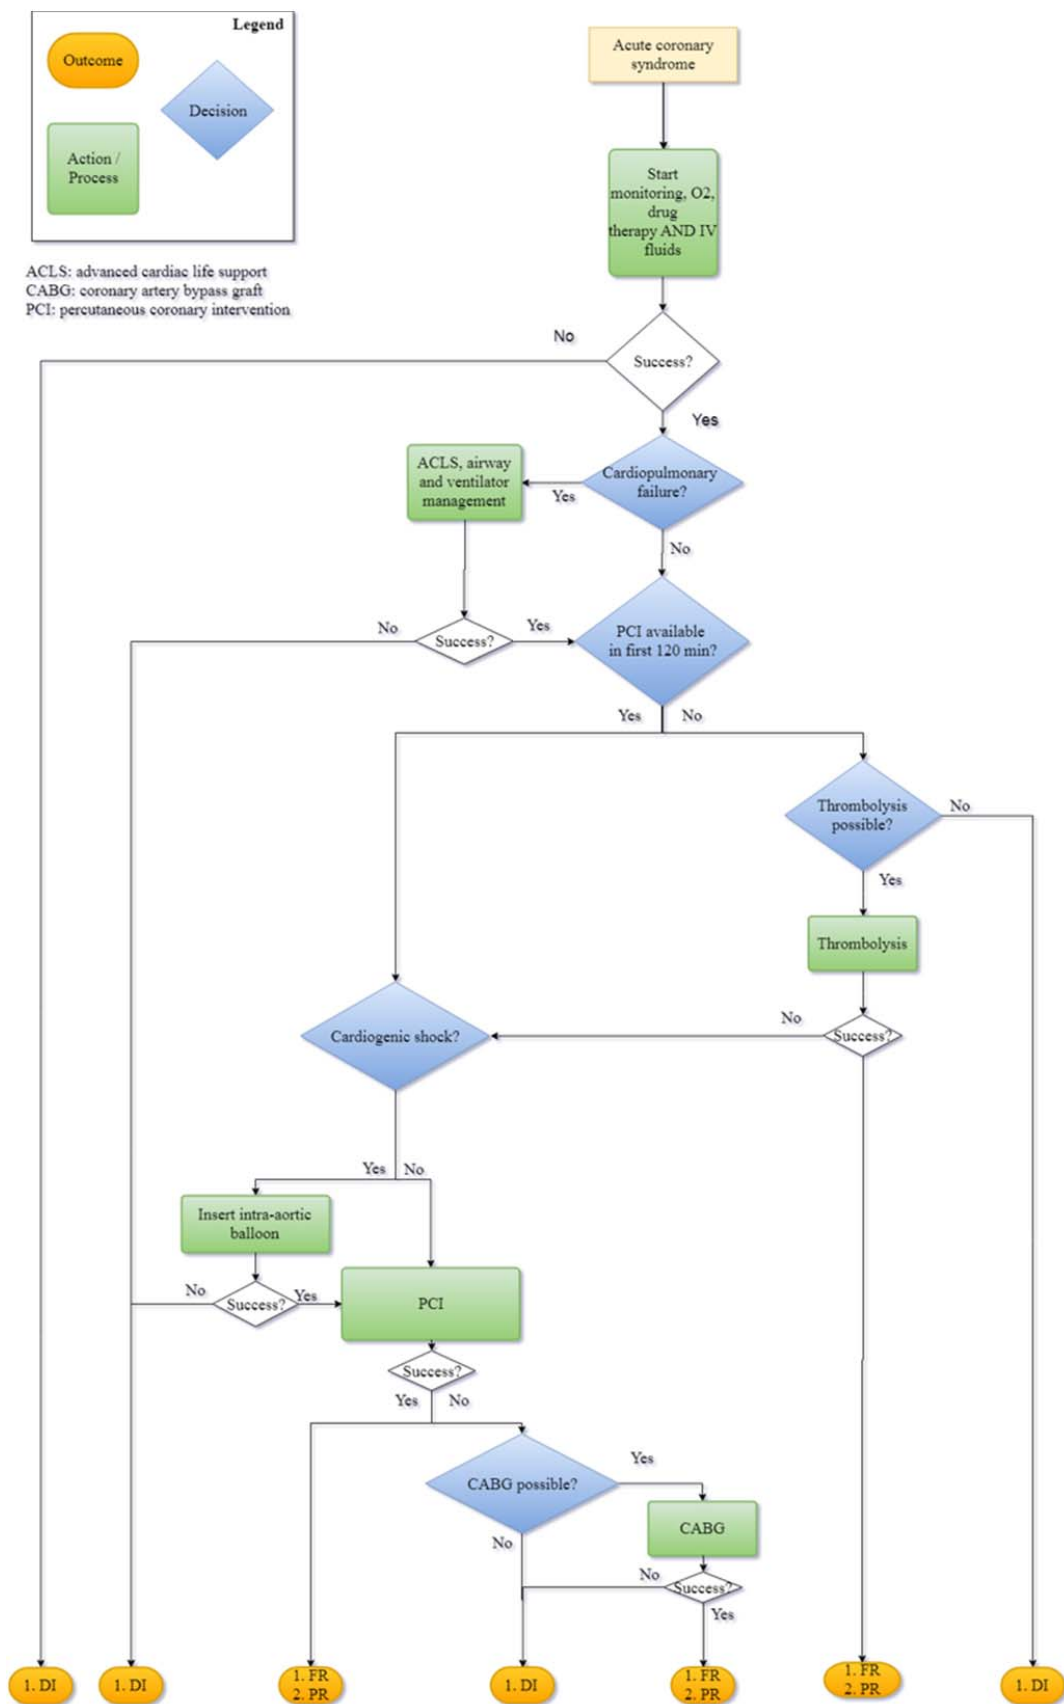 Legend
Outcome
Decision
Action /
Process
ACLS: advanced cardiac life support
CABG: coronary artery bypass graft
PCI: percutaneous coronary intervention
Acute coronary
syndrome
Start
monitoring, O2,
drug
therapy AND IV
fluids
No
Success?
Yes
ACLS, airway
and ventilator
management
Cardiopulmonary
failure?
Yes
No
No
Success?
Yes
PCI available
in first 120 min?
Yes
No
Thrombolysis
possible?
No
Yes
Thrombolysis
Cardiogenic shock?
No
Success?
Yes
No
Insert intra-aortic
balloon
No
Success?
Yes
PCI
Success?
Yes
No
CABG possible?
Yes
CABG
No
No
Success?
Yes
1. DI
1. DI
1. FR
2. PR
1. DI
1. FR
2. PR
1. FR
2. PR
1. DI